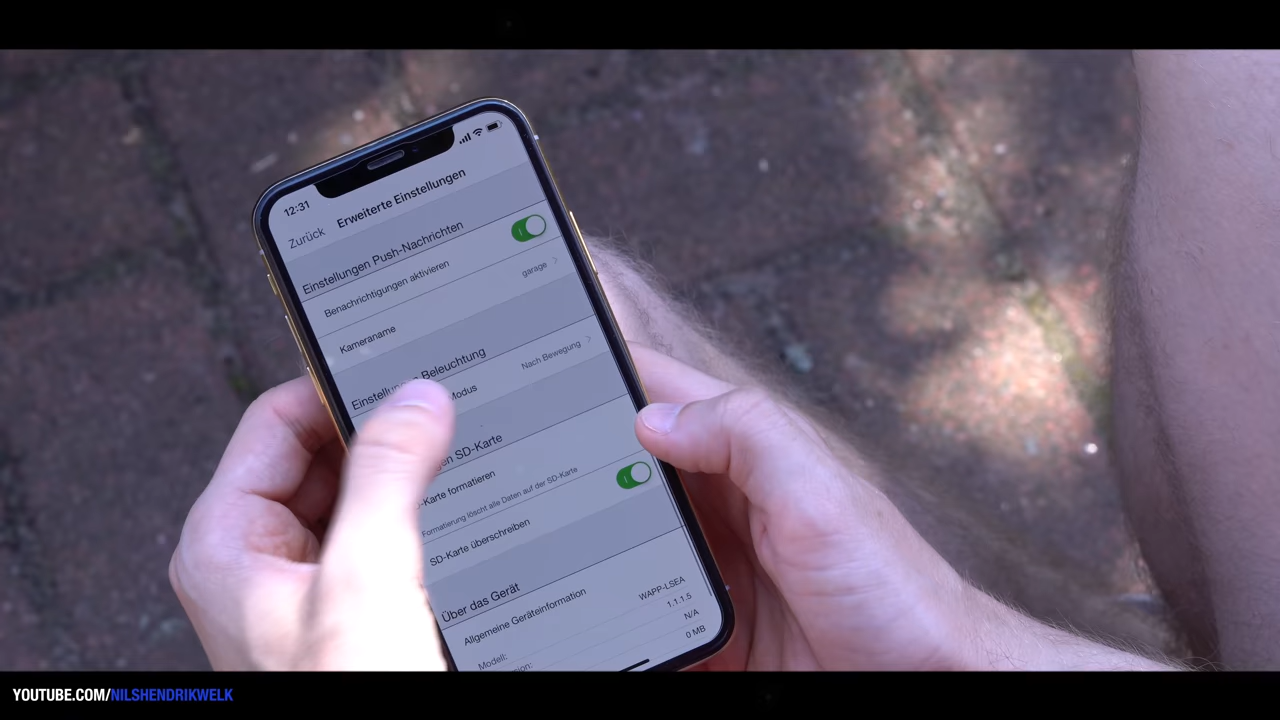 12:31
Zurück
Erweiterte Einstellungen
Einstellungen Push-Nachrichten
Benachrichtigungen aktivieren
Kameraname
garage
Beleuchtung
Modus
Nach Bewegung
SD-Karte
formatieren
Formatierung löscht alle Daten auf der SD-Karte
SD-Karte überschreiben
Über das Gerät
Allgemeine Geräteinformation
Modell:
WAPP-LSEA
1.1.1.5
N/A
0 MB
YOUTUBE.COM/NILSHENDRIKWELK